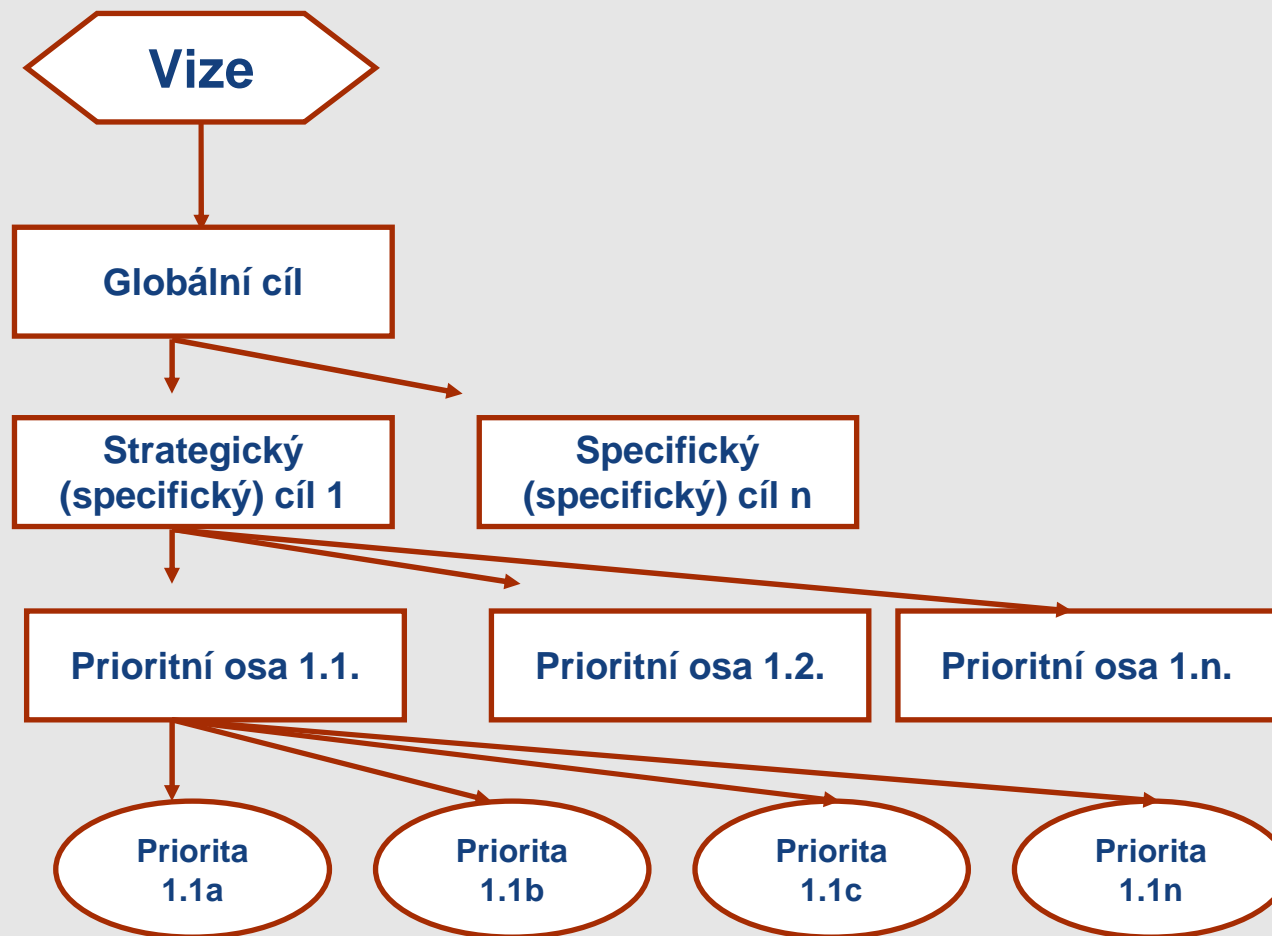 Vize
Globální cíl
Strategický
(specifický) cíl 1
Specifický
(specifický) cíl n
Prioritní osa 1.1.
Prioritní osa 1.2.
Prioritní osa 1.n.
Priorita
1.1a
Priorita
1.1b
Priorita
1.1c
Priorita
1.1n